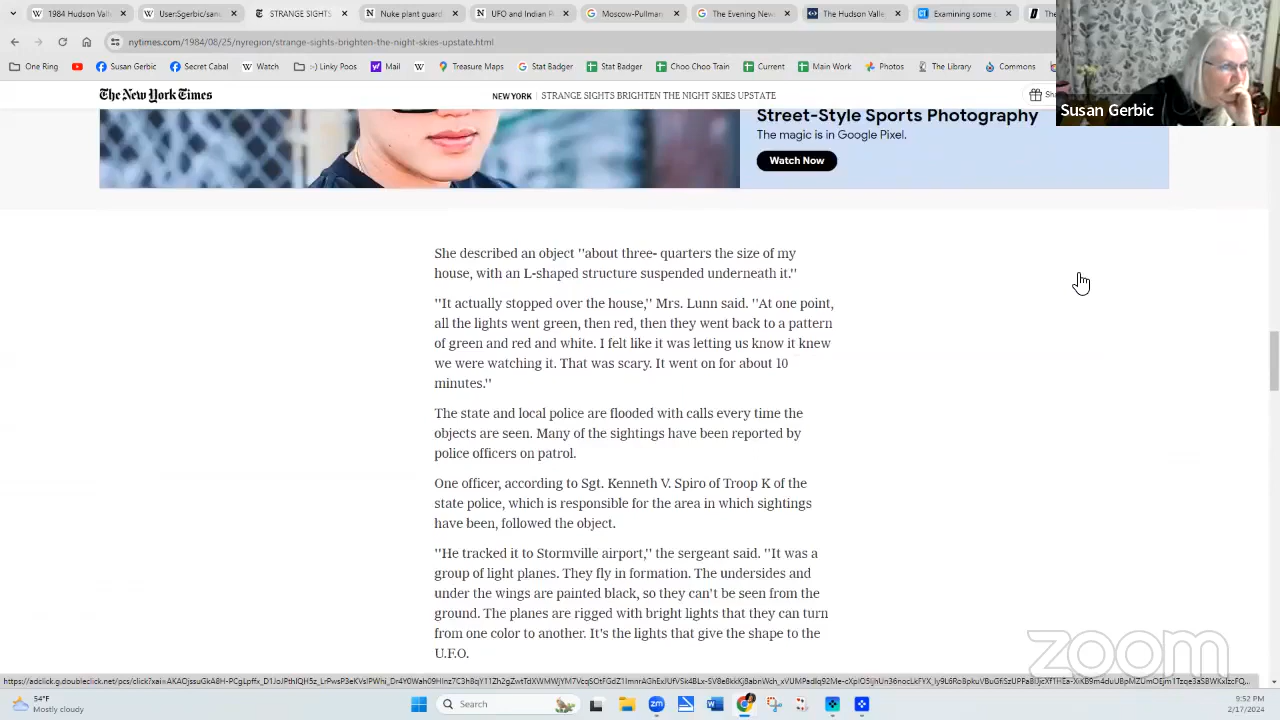 1984 Hudson Valle
User:Sgerbic/sand
STRANGE SIGHTS
Nuke plant guard
UFO and Indian P
Moscow-Pullman
The Evening News
The Hudson Valley
Examining some
The
nytimes.com/1984/08/25/nyregion/strange-sights-brighten-the-night-skies-upstate.html
One Ring
Susan Gerbic
Secret Cabal
Watch
:-) Linky Poos
Mail
Treasure Maps
Stat Badger
Stat Badger
Choo Choo Train
Current
Main Work
Photos
The Library
Commons
The New York Times
NEW YORK
STRANGE SIGHTS BRIGHTEN THE NIGHT SKIES UPSTATE
Susan Gerbic
Street-Style Sports Photography
The magic is in Google Pixel.
Watch Now
She described an object ''about three- quarters the size of my
house, with an L-shaped structure suspended underneath it.''
''It actually stopped over the house,'' Mrs. Lunn said. ''At one point,
all the lights went green, then red, then they went back to a pattern
of green and red and white. I felt like it was letting us know it knew
we were watching it. That was scary. It went on for about 10
minutes.''
The state and local police are flooded with calls every time the
objects are seen. Many of the sightings have been reported by
police officers on patrol.
One officer, according to Sgt. Kenneth V. Spiro of Troop K of the
state police, which is responsible for the area in which sightings
have been, followed the object.
''He tracked it to Stormville airport,'' the sergeant said. ''It was a
group of light planes. They fly in formation. The undersides and
under the wings are painted black, so they can't be seen from the
ground. The planes are rigged with bright lights that they can turn
from one color to another. It's the lights that give the shape to the
U.F.O.
zoom
54°F
Mostly cloudy
Search
9:52 PM
2/17/2024